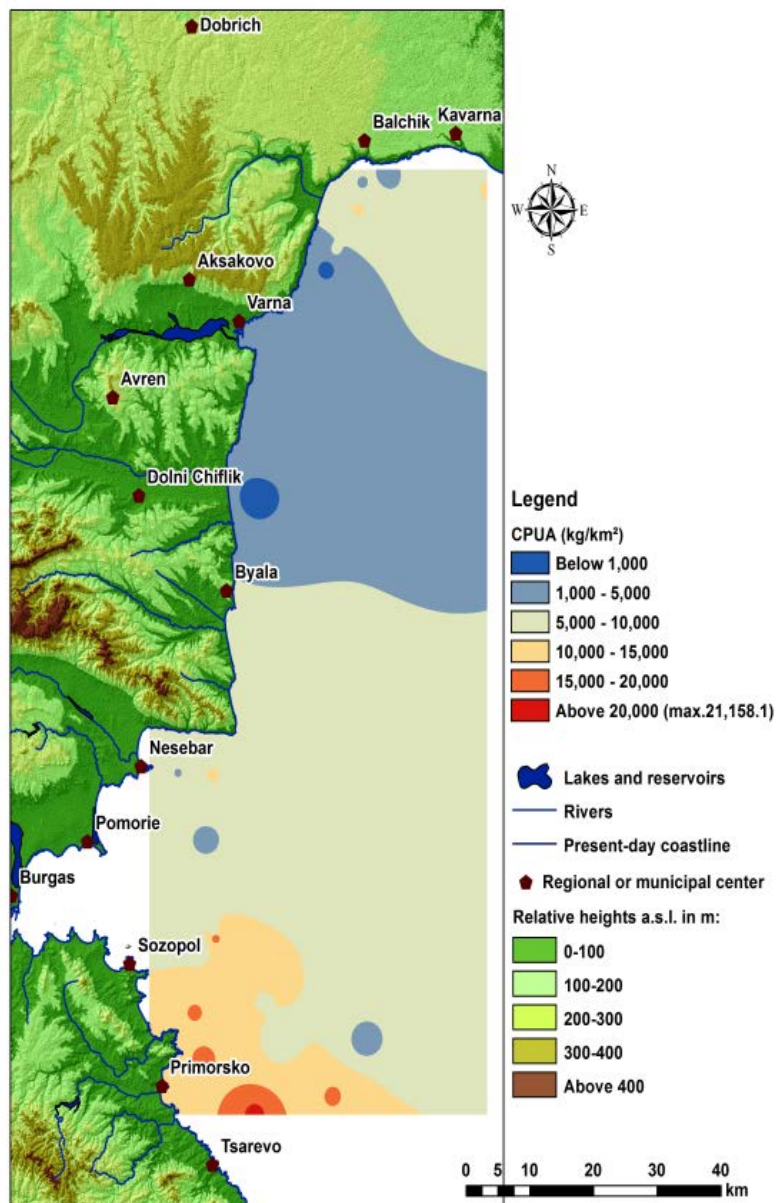 Dobrich
Kavarna
Balchik
N
W E
S
Aksakovo
Varna
Avren
Dolni Chiflik
Byala
Nesebar
Pomorie
Burgas
Sozopol
Primorsko
Tsarevo
Legend
CPUA (kg/km²)
Below 1,000
1,000 - 5,000
5,000 - 10,000
10,000 - 15,000
15,000 - 20,000
Above 20,000 (max.21,158.1)
Lakes and reservoirs
Rivers
Present-day coastline
Regional or municipal center
Relative heights a.s.l. in m:
0-100
100-200
200-300
300-400
Above 400
0 5 10 20 30 40
km